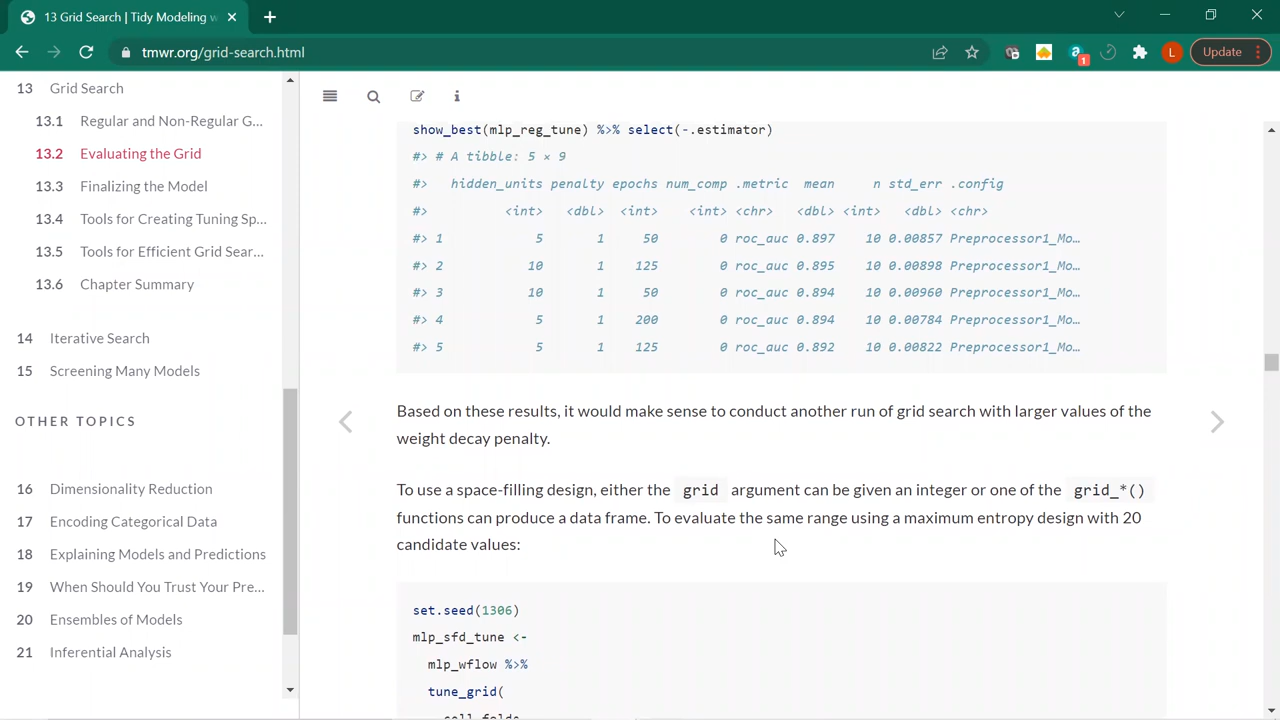 13 Grid Search | Tidy Modeling w
tmwr.org/grid-search.html
L
Update
1
13 Grid Search
13.1 Regular and Non-Regular G...
13.2 Evaluating the Grid
13.3 Finalizing the Model
13.4 Tools for Creating Tuning Sp...
13.5 Tools for Efficient Grid Sear...
13.6 Chapter Summary
14 Iterative Search
15 Screening Many Models
OTHER TOPICS
16 Dimensionality Reduction
17 Encoding Categorical Data
18 Explaining Models and Predictions
19 When Should You Trust Your Pre...
20 Ensembles of Models
21 Inferential Analysis
show_best(mlp_reg_tune) %>% select(-.estimator)
#> # A tibble: 5 × 9
#> hidden_units penalty epochs num_comp .metric mean n std_err .config
#> <int> <dbl> <int> <int> <chr> <dbl> <int> <dbl> <chr>
#> 1 5 1 50 0 roc_auc 0.897 10 0.00857 Preprocessor1_Mo…
#> 2 10 1 125 0 roc_auc 0.895 10 0.00898 Preprocessor1_Mo…
#> 3 10 1 50 0 roc_auc 0.894 10 0.00960 Preprocessor1_Mo…
#> 4 5 1 200 0 roc_auc 0.894 10 0.00784 Preprocessor1_Mo…
#> 5 5 1 125 0 roc_auc 0.892 10 0.00822 Preprocessor1_Mo…
Based on these results, it would make sense to conduct another run of grid search with larger values of the
weight decay penalty.
To use a space-filling design, either the grid argument can be given an integer or one of the grid_*()
functions can produce a data frame. To evaluate the same range using a maximum entropy design with 20
candidate values:
set.seed(1306)
mlp_sfd_tune <-
mlp_wflow %>%
tune_grid(
cell_folds